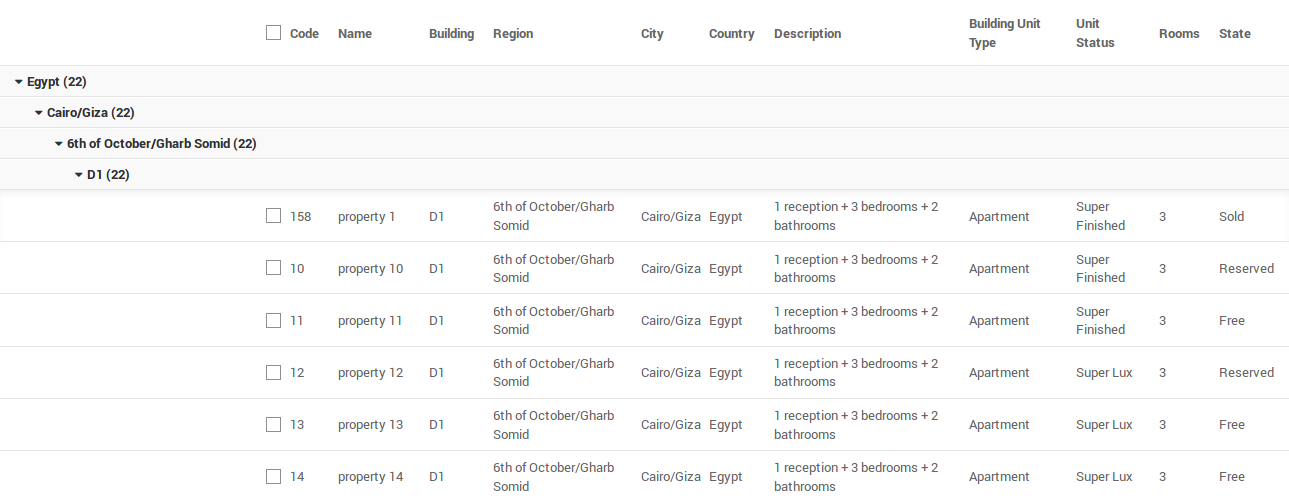 Code Name Building Region City Country Description Building Unit Type Unit Status Rooms State
Egypt (22)
Cairo/Giza (22)
6th of October/Gharb Somid (22)
D1 (22)
158 property 1 D1 6th of October/Gharb Somid Cairo/Giza Egypt 1 reception + 3 bedrooms + 2 bathrooms Apartment Super Finished 3 Sold
10 property 10 D1 6th of October/Gharb Somid Cairo/Giza Egypt 1 reception + 3 bedrooms + 2 bathrooms Apartment Super Finished 3 Reserved
11 property 11 D1 6th of October/Gharb Somid Cairo/Giza Egypt 1 reception + 3 bedrooms + 2 bathrooms Apartment Super Finished 3 Free
12 property 12 D1 6th of October/Gharb Somid Cairo/Giza Egypt 1 reception + 3 bedrooms + 2 bathrooms Apartment Super Lux 3 Reserved
13 property 13 D1 6th of October/Gharb Somid Cairo/Giza Egypt 1 reception + 3 bedrooms + 2 bathrooms Apartment Super Lux 3 Free
14 property 14 D1 6th of October/Gharb Somid Cairo/Giza Egypt 1 reception + 3 bedrooms + 2 bathrooms Apartment Super Lux 3 Free